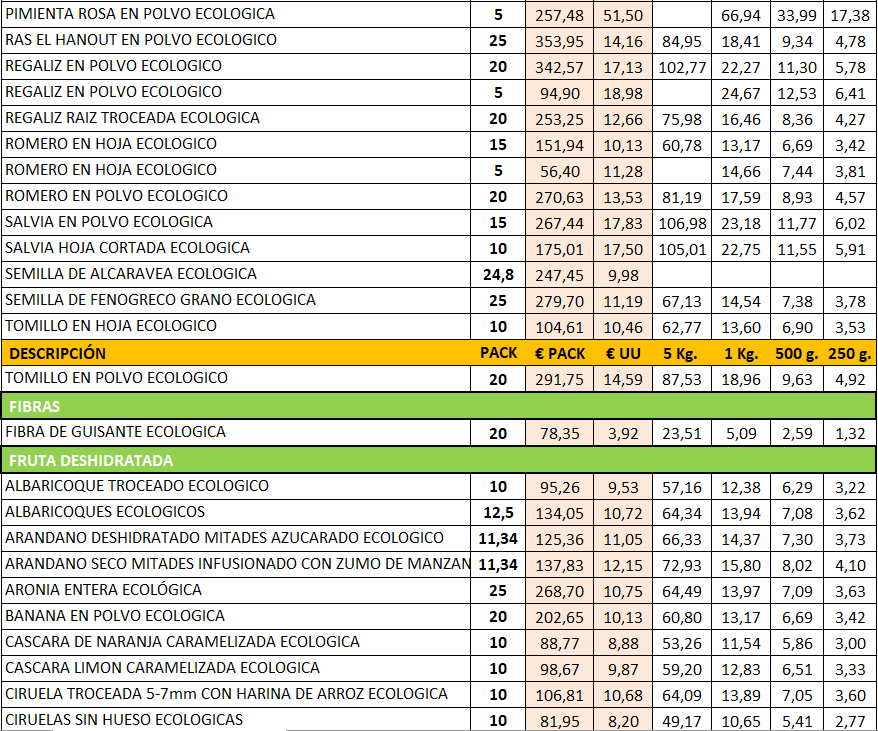 PIMIENTA ROSA EN POLVO ECOLOGICA 5 257,48 51,50 66,94 33,99 17,38
RAS EL HANOUT EN POLVO ECOLOGICO 25 353,95 14,16 84,95 18,41 9,34 4,78
REGALIZ EN POLVO ECOLOGICO 20 342,57 17,13 102,77 22,27 11,30 5,78
REGALIZ EN POLVO ECOLOGICO 5 94,90 18,98 24,67 12,53 6,41
REGALIZ RAIZ TROCEADA ECOLOGICA 20 253,25 12,66 75,98 16,46 8,36 4,27
ROMERO EN HOJA ECOLOGICO 15 151,94 10,13 60,78 13,17 6,69 3,42
ROMERO EN HOJA ECOLOGICO 5 56,40 11,28 14,66 7,44 3,81
ROMERO EN POLVO ECOLOGICO 20 270,63 13,53 81,19 17,59 8,93 4,57
SALVIA EN POLVO ECOLOGICA 15 267,44 17,83 106,98 23,18 11,77 6,02
SALVIA HOJA CORTADA ECOLOGICA 10 175,01 17,50 105,01 22,75 11,55 5,91
SEMILLA DE ALCARAVEA ECOLOGICA 24,8 247,45 9,98
SEMILLA DE FENOGRECO GRANO ECOLOGICA 25 279,70 11,19 67,13 14,54 7,38 3,78
TOMILLO EN HOJA ECOLOGICO 10 104,61 10,46 62,77 13,60 6,90 3,53
DESCRIPCIÓN PACK € PACK € UU 5 Kg. 1 Kg. 500 g. 250 g.
TOMILLO EN POLVO ECOLOGICO 20 291,75 14,59 87,53 18,96 9,63 4,92
FIBRAS
FIBRA DE GUISANTE ECOLOGICA 20 78,35 3,92 23,51 5,09 2,59 1,32
FRUTA DESHIDRATADA
ALBARICOQUE TROCEADO ECOLOGICO 10 95,26 9,53 57,16 12,38 6,29 3,22
ALBARICOQUES ECOLOGICOS 12,5 134,05 10,72 64,34 13,94 7,08 3,62
ARANDANO DESHIDRATADO MITADES AZUCARADO ECOLOGICO 11,34 125,36 11,05 66,33 14,37 7,30 3,73
ARANDANO SECO MITADES INFUSIONADO CON ZUMO DE MANZAN 11,34 137,83 12,15 72,93 15,80 8,02 4,10
ARONIA ENTERA ECOLÓGICA 25 268,70 10,75 64,49 13,97 7,09 3,63
BANANA EN POLVO ECOLOGICA 20 202,65 10,13 60,80 13,17 6,69 3,42
CASCARA DE NARANJA CARAMELIZADA ECOLOGICA 10 88,77 8,88 53,26 11,54 5,86 3,00
CASCARA LIMON CARAMELIZADA ECOLOGICA 10 98,67 9,87 59,20 12,83 6,51 3,33
CIRUELA TROCEADA 5-7mm CON HARINA DE ARROZ ECOLOGICA 10 106,81 10,68 64,09 13,89 7,05 3,60
CIRUELAS SIN HUESO ECOLOGICAS 10 81,95 8,20 49,17 10,65 5,41 2,77